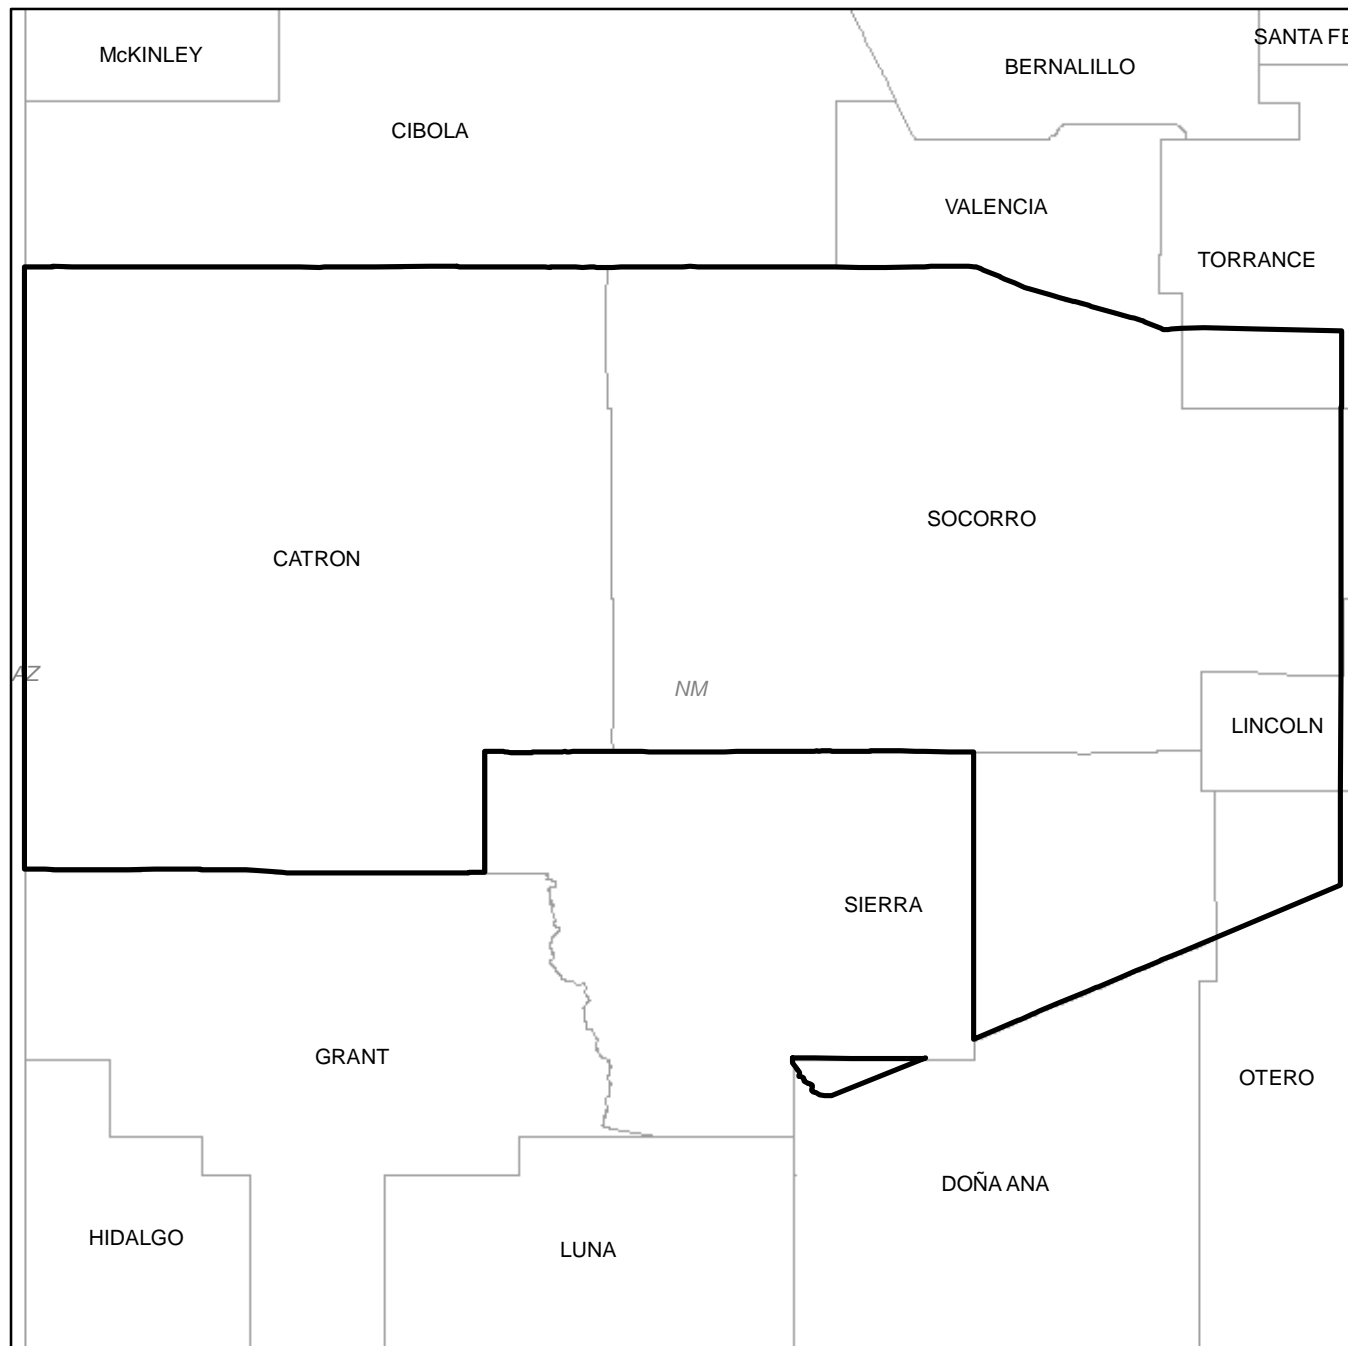 SANTA FE
McKINLEY
BERNALILLO
CIBOLA
VALENCIA
TORRANCE
SOCORRO
CATRON
AZ
NM
LINCOLN
SIERRA
GRANT
OTERO
DOÑA ANA
HIDALGO
LUNA